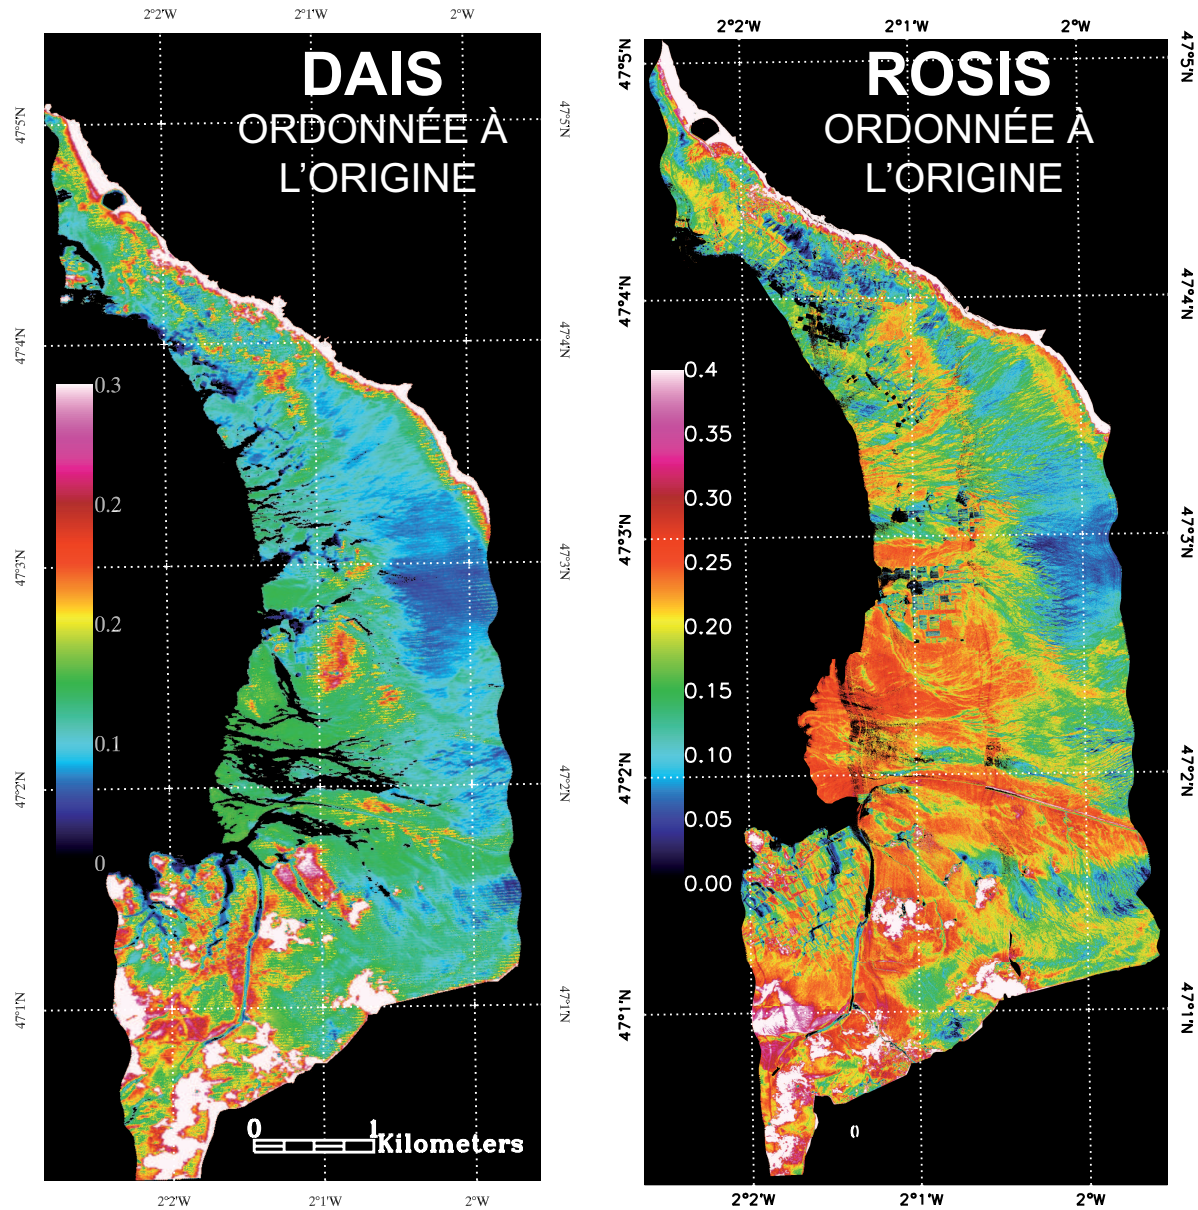 2°2'W 2°1'W 2°W
DAIS
ORDONNÉE À
L'ORIGINE
47°5'N 47°5'N
47°4'N 47°4'N
0.3
0.2
47°3'N 47°3'N
0.2
0.1
47°2'N 47°2'N
0
47°1'N 47°1'N
0 1
Kilometers
2°2'W 2°1'W 2°W
2°2'W 2°1'W 2°W
ROSIS
ORDONNÉE À
L'ORIGINE
47°5'N 47°5'N
47°4'N 47°4'N
0.4
0.35
0.30
47°3'N 47°3'N
0.25
0.20
0.15
0.10
47°2'N 47°2'N
0.05
0.00
47°1'N 47°1'N
0
2°2'W 2°1'W 2°W